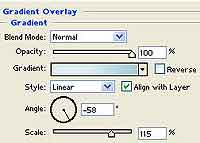 Gradient Overlay
Gradient
Blend Mode: Normal
Opacity: 100 %
Gradient: Reverse
Style: Linear Align with Layer
Angle: -58 °
Scale: 115 %